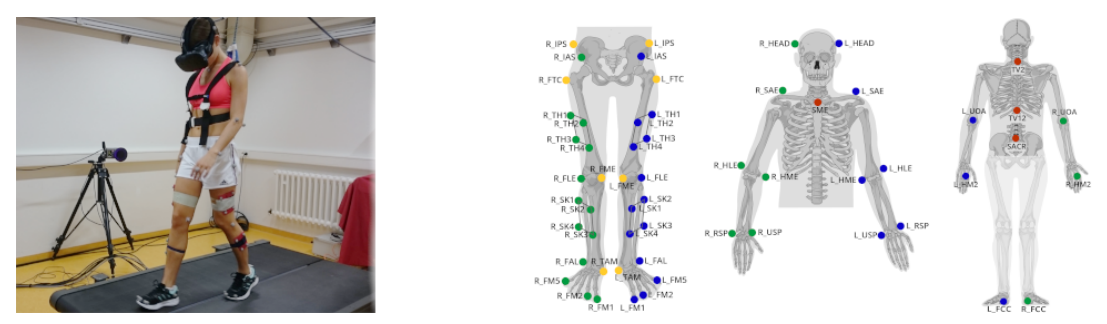 R_IPS
L_IPS
R_IAS
L_IAS
R_FTC
L_FTC
R_TH1
R_TH2
L_TH1
L_TH2
R_TH3
R_TH4
L_TH3
L_TH4
R_FME
R_FLE
L_FLE
L_FME
R_SK1
R_SK2
L_SK2
L_SK1
R_SK4
R_SK3
L_SK3
L_SK4
R_FAL
R_TAM
L_FAL
L_TAM
R_FM5
L_FM5
R_FM2
L_FM2
R_FM1
L_FM1
R_HEAD
L_HEAD
R_SAE
L_SAE
SME
R_HLE
L_HLE
R_HME
L_HME
R_RSP
R_USP
L_RSP
L_USP
TV2
L_UOA
R_UOA
TV12
SACR
L_HM2
R_HM2
L_FCC
R_FCC